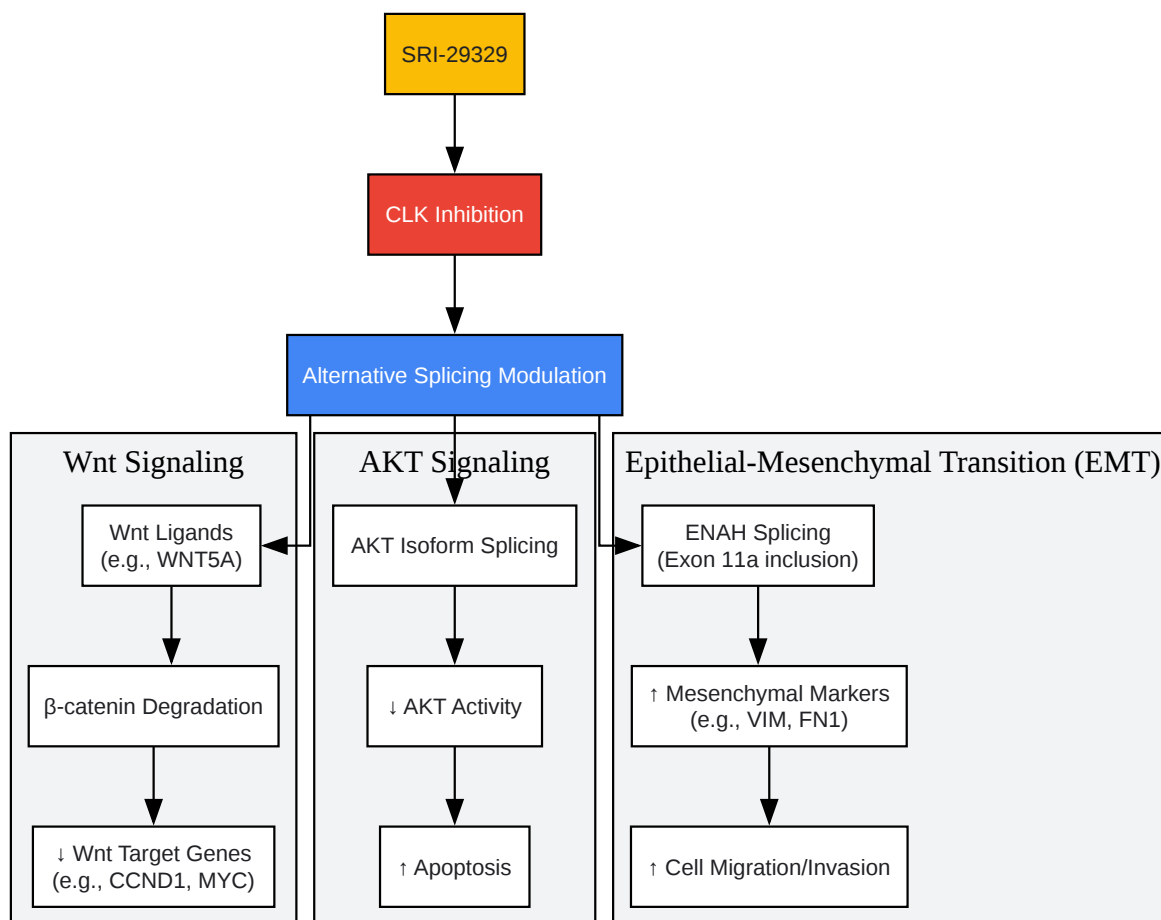 SRI-29329
CLK Inhibition
Alternative Splicing Modulation
Wnt Signaling
Wnt Ligands
(e.g., WNT5A)
β-catenin Degradation
↓ Wnt Target Genes
(e.g., CCND1, MYC)
AKT Signaling
AKT Isoform Splicing
↓ AKT Activity
↑ Apoptosis
Epithelial-Mesenchymal Transition (EMT)
ENAH Splicing
(Exon 11a inclusion)
↑ Mesenchymal Markers
(e.g., VIM, FN1)
↑ Cell Migration/Invasion